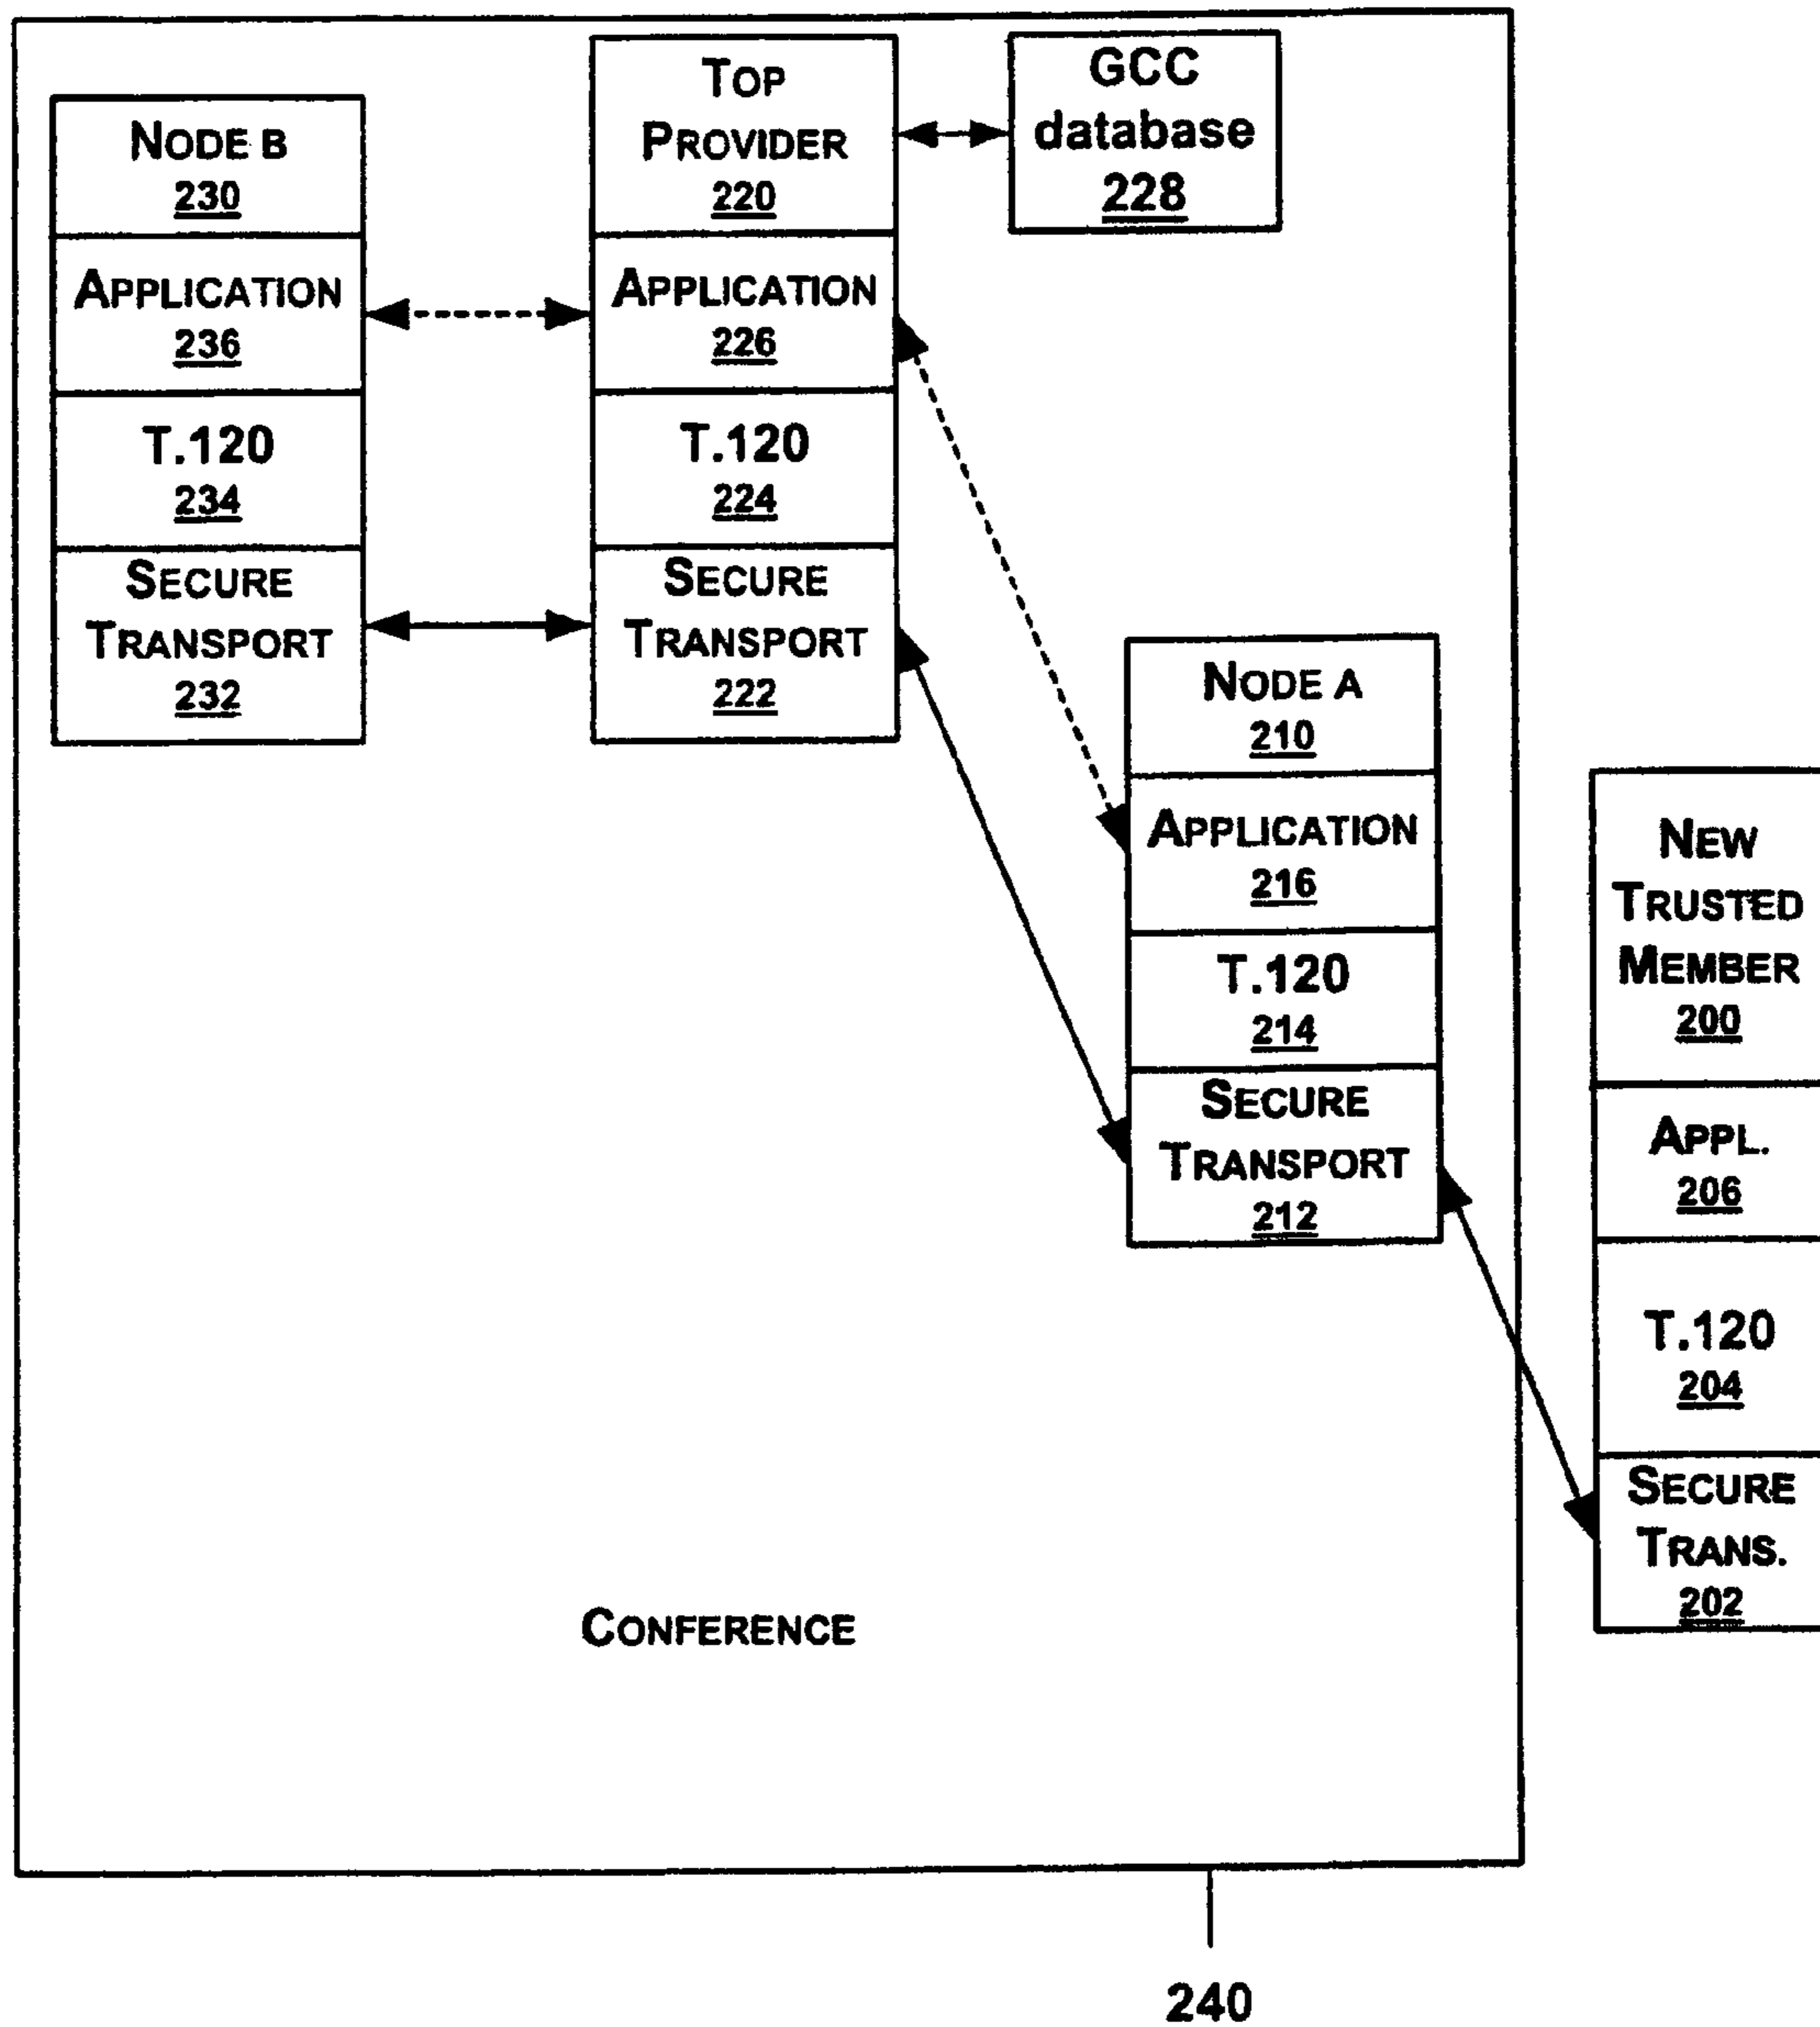 NODE B
230
APPLICATION
236
T.120
234
SECURE
TRANSPORT
232
TOP
PROVIDER
220
APPLICATION
226
T.120
224
SECURE
TRANSPORT
222
GCC
database
228
NODE A
210
APPLICATION
216
T.120
214
SECURE
TRANSPORT
212
NEW
TRUSTED
MEMBER
200
APPL.
206
T.120
204
SECURE
TRANS.
202
CONFERENCE
240